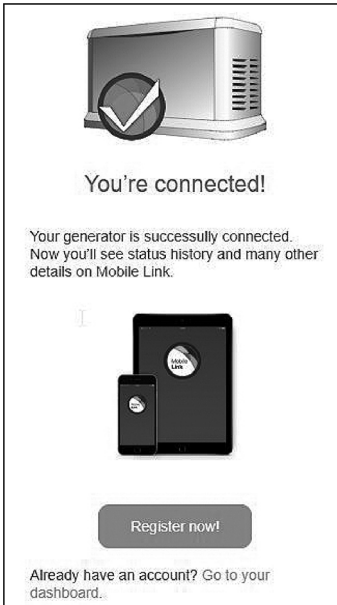 You're connected!
Your generator is successully connected.
Now you'll see status history and many other
details on Mobile Link.
Mobile
Link
Register now!
Already have an account? Go to your
dashboard.